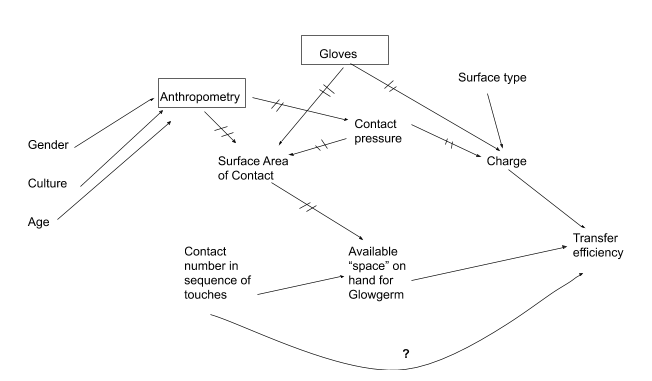 Gloves
Surface type
Anthropometry
Contact
pressure
Gender
Surface Area
of Contact
Charge
Culture
Age
Transfer
efficiency
Contact
number in
sequence of
touches
Available
“space” on
hand for
Glowgerm
?